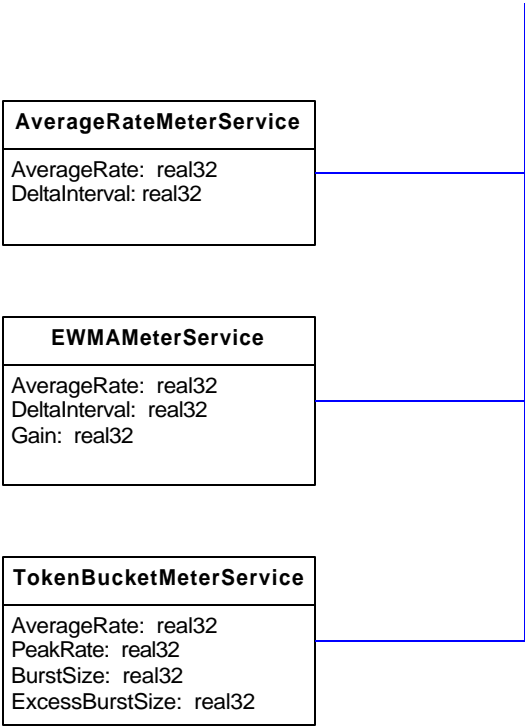 AverageRateMeterService
AverageRate: real32
DeltaInterval: real32
EWMAMeterService
AverageRate: real32
DeltaInterval: real32
Gain: real32
TokenBucketMeterService
AverageRate: real32
PeakRate: real32
BurstSize: real32
ExcessBurstSize: real32